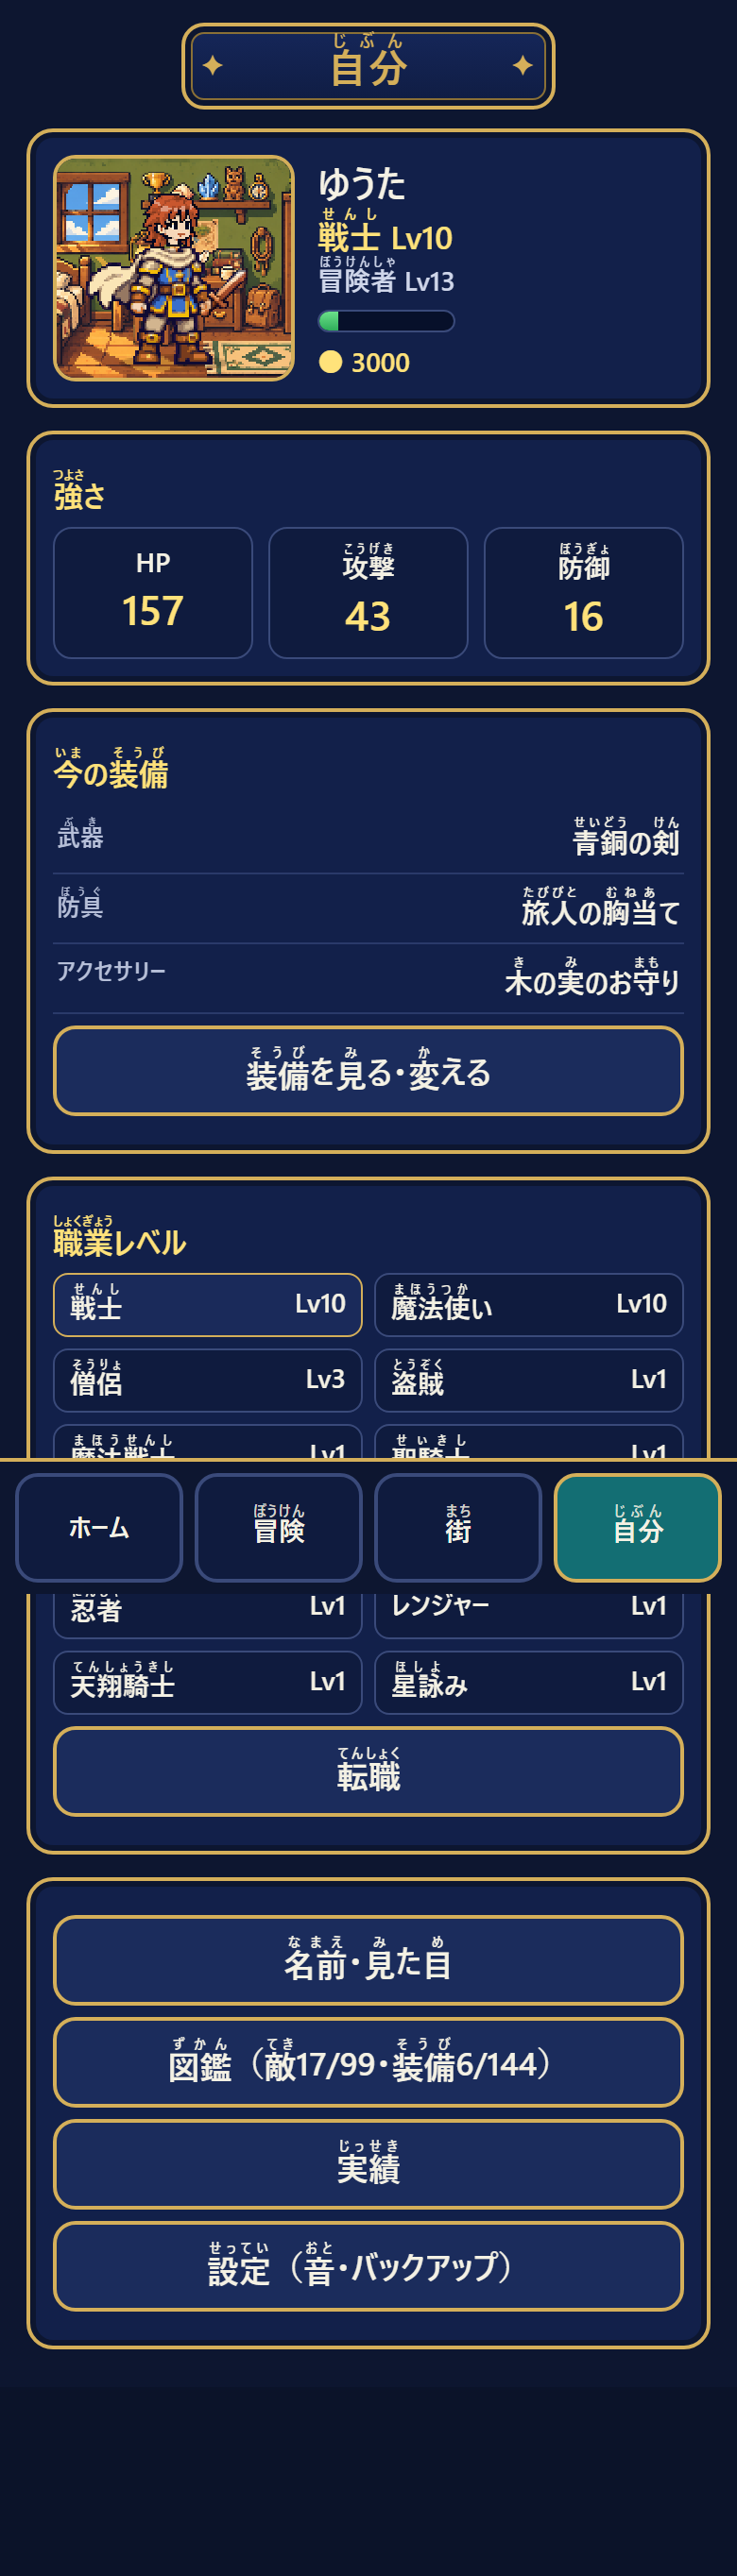 自分
ゆうた
戦士 Lv10
冒険者 Lv13
3000
強さ
HP
157
攻撃
43
防御
16
今の装備
武器 青銅の剣
防具 旅人の胸当て
アクセサリー 木の実のお守り
装備を見る・変える
職業レベル
戦士 Lv10
魔法使い Lv10
僧侶 Lv3
盗賊 Lv1
魔法戦士 Lv1
聖騎士 Lv1
ホーム
冒険
街
自分
忍者 Lv1
レンジャー Lv1
天翔騎士 Lv1
星詠み Lv1
転職
名前・見た目
図鑑（敵17/99・装備6/144）
実績
設定（音・バックアップ）